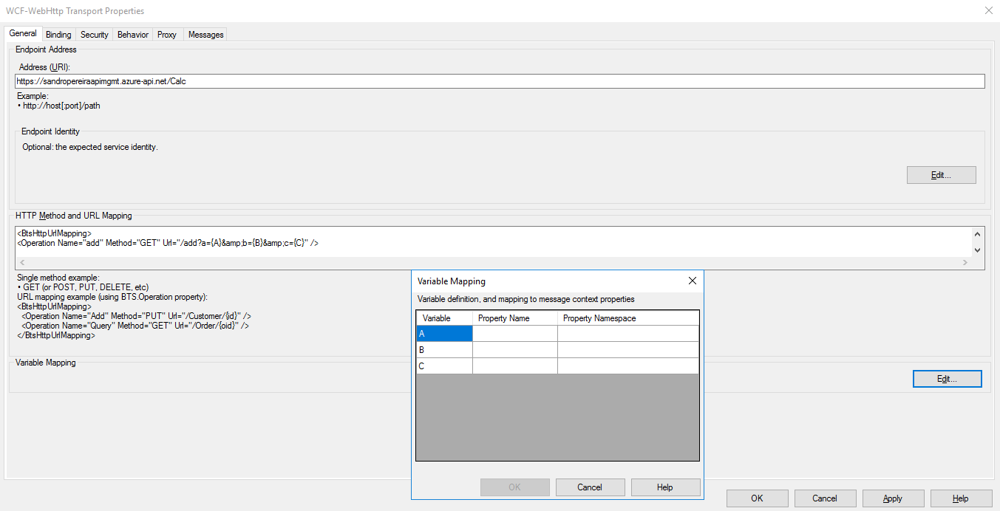 WCF-WebHttp Transport Properties
General Binding Security Behavior Proxy Messages
Endpoint Address
Address (URI):
https://sandropereiraapimgmt.azure-api.net/Calc
Example:
• http://host[:port]/path
Endpoint Identity
Optional: the expected service identity.
Edit...
HTTP Method and URL Mapping
<BtsHttpUrlMapping>
<Operation Name="add" Method="GET" Url="/add?a={A}&amp;b={B}&amp;c={C}" />
Single method example:
• GET (or POST, PUT, DELETE, etc)
URL mapping example (using BTS.Operation property):
<BtsHttpUrlMapping>
<Operation Name="Add" Method="PUT" Url="/Customer/{id}" />
<Operation Name="Query" Method="GET" Url="/Order/{oid}" />
</BtsHttpUrlMapping>
Variable Mapping
Edit...
Variable Mapping
Variable definition, and mapping to message context properties
Variable Property Name Property Namespace
A
B
C
OK Cancel Help
OK Cancel Apply Help